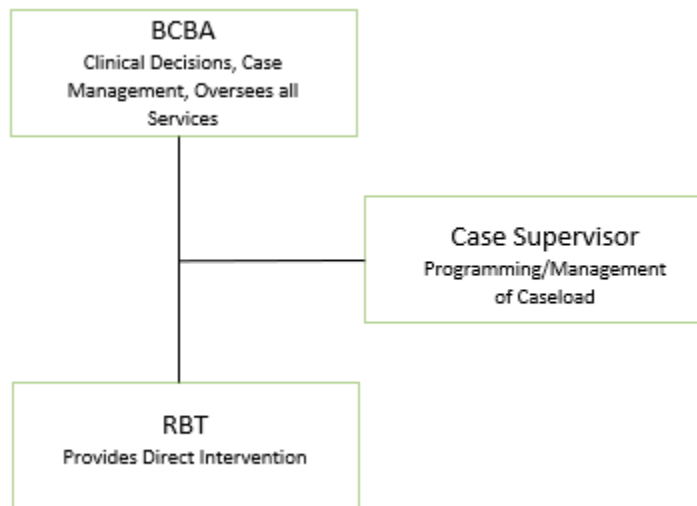 BCBA
Clinical Decisions, Case
Management, Oversees all
Services
Case Supervisor
Programming/Management
of Caseload
RBT
Provides Direct Intervention